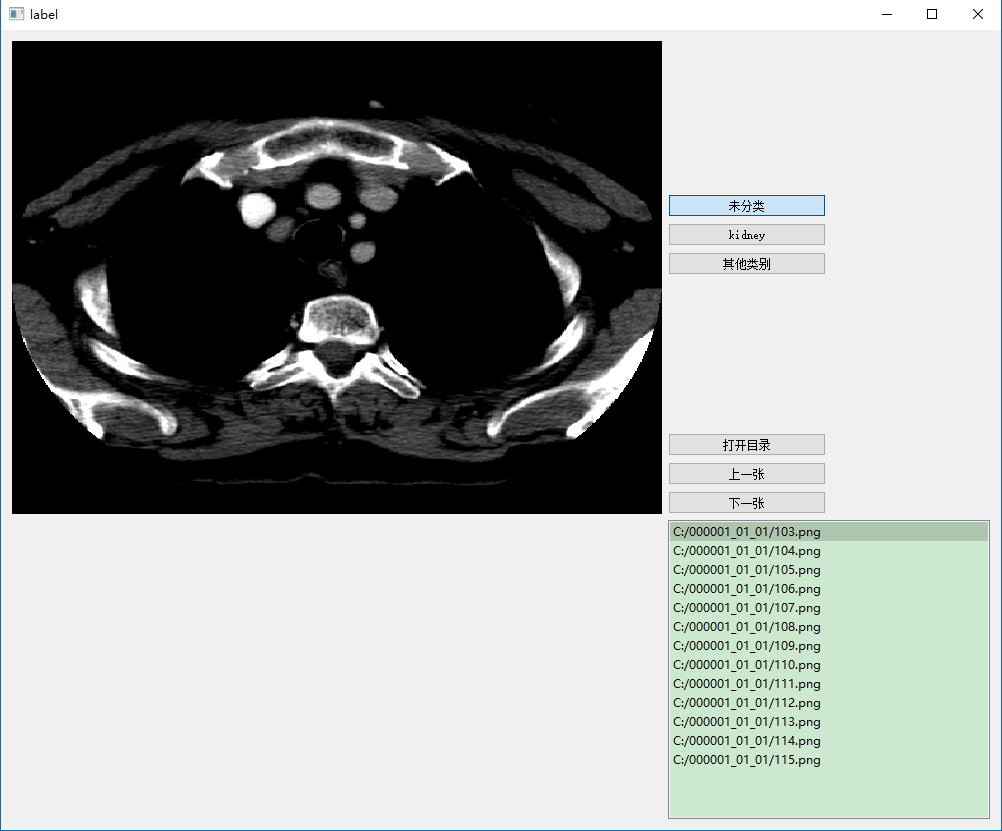 label
未分类
kidney
其他类别
打开目录
上一张
下一张
C:/000001_01_01/103.png
C:/000001_01_01/104.png
C:/000001_01_01/105.png
C:/000001_01_01/106.png
C:/000001_01_01/107.png
C:/000001_01_01/108.png
C:/000001_01_01/109.png
C:/000001_01_01/110.png
C:/000001_01_01/111.png
C:/000001_01_01/112.png
C:/000001_01_01/113.png
C:/000001_01_01/114.png
C:/000001_01_01/115.png